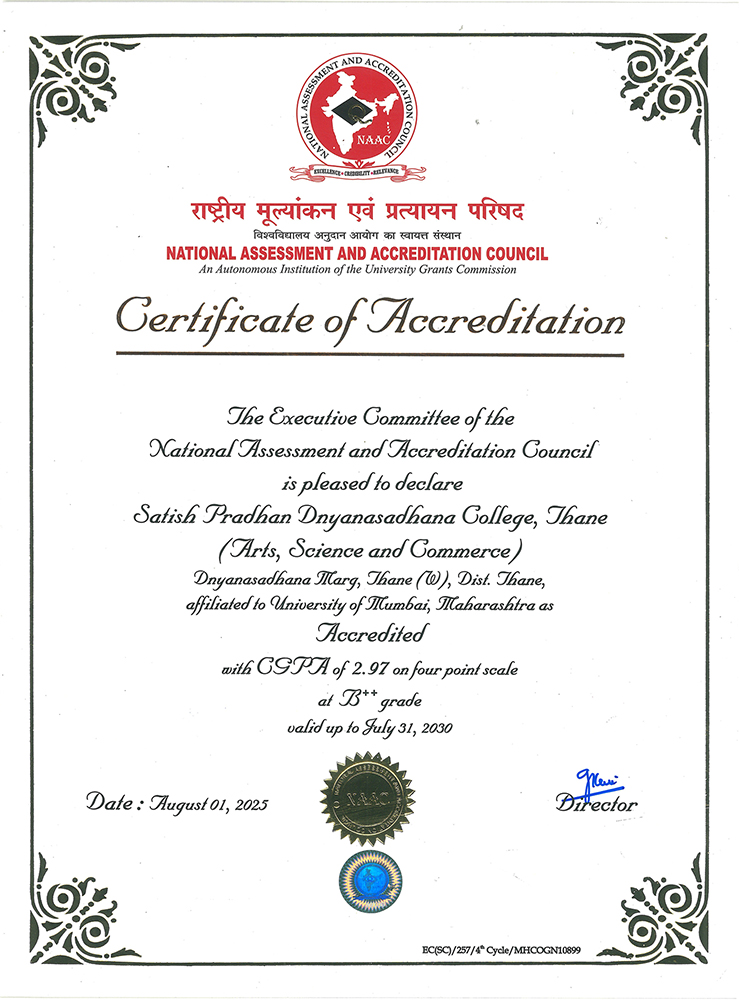 NATIONAL ASSESSMENT AND ACCREDITATION COUNCIL
NAAC
EXCELLENCE • CREDIBILITY • RELEVANCE
राष्ट्रीय मूल्यांकन एवं प्रत्यायन परिषद
विश्वविद्यालय अनुदान आयोग का स्वायत्त संस्थान
NATIONAL ASSESSMENT AND ACCREDITATION COUNCIL
An Autonomous Institution of the University Grants Commission
Certificate of Accreditation
The Executive Committee of the
National Assessment and Accreditation Council
is pleased to declare
Satish Pradhan Dnyanasadhana College, Thane
(Arts, Science and Commerce)
Dnyanasadhana Marg, Thane (W), Dist. Thane,
affiliated to University of Mumbai, Maharashtra as
Accredited
with CGPA of 2.97 on four point scale
at B++ grade
valid up to July 31, 2030
NAAC
Date : August 01, 2025
Director
EC(SC)/257/4th Cycle/MHCOGN10899